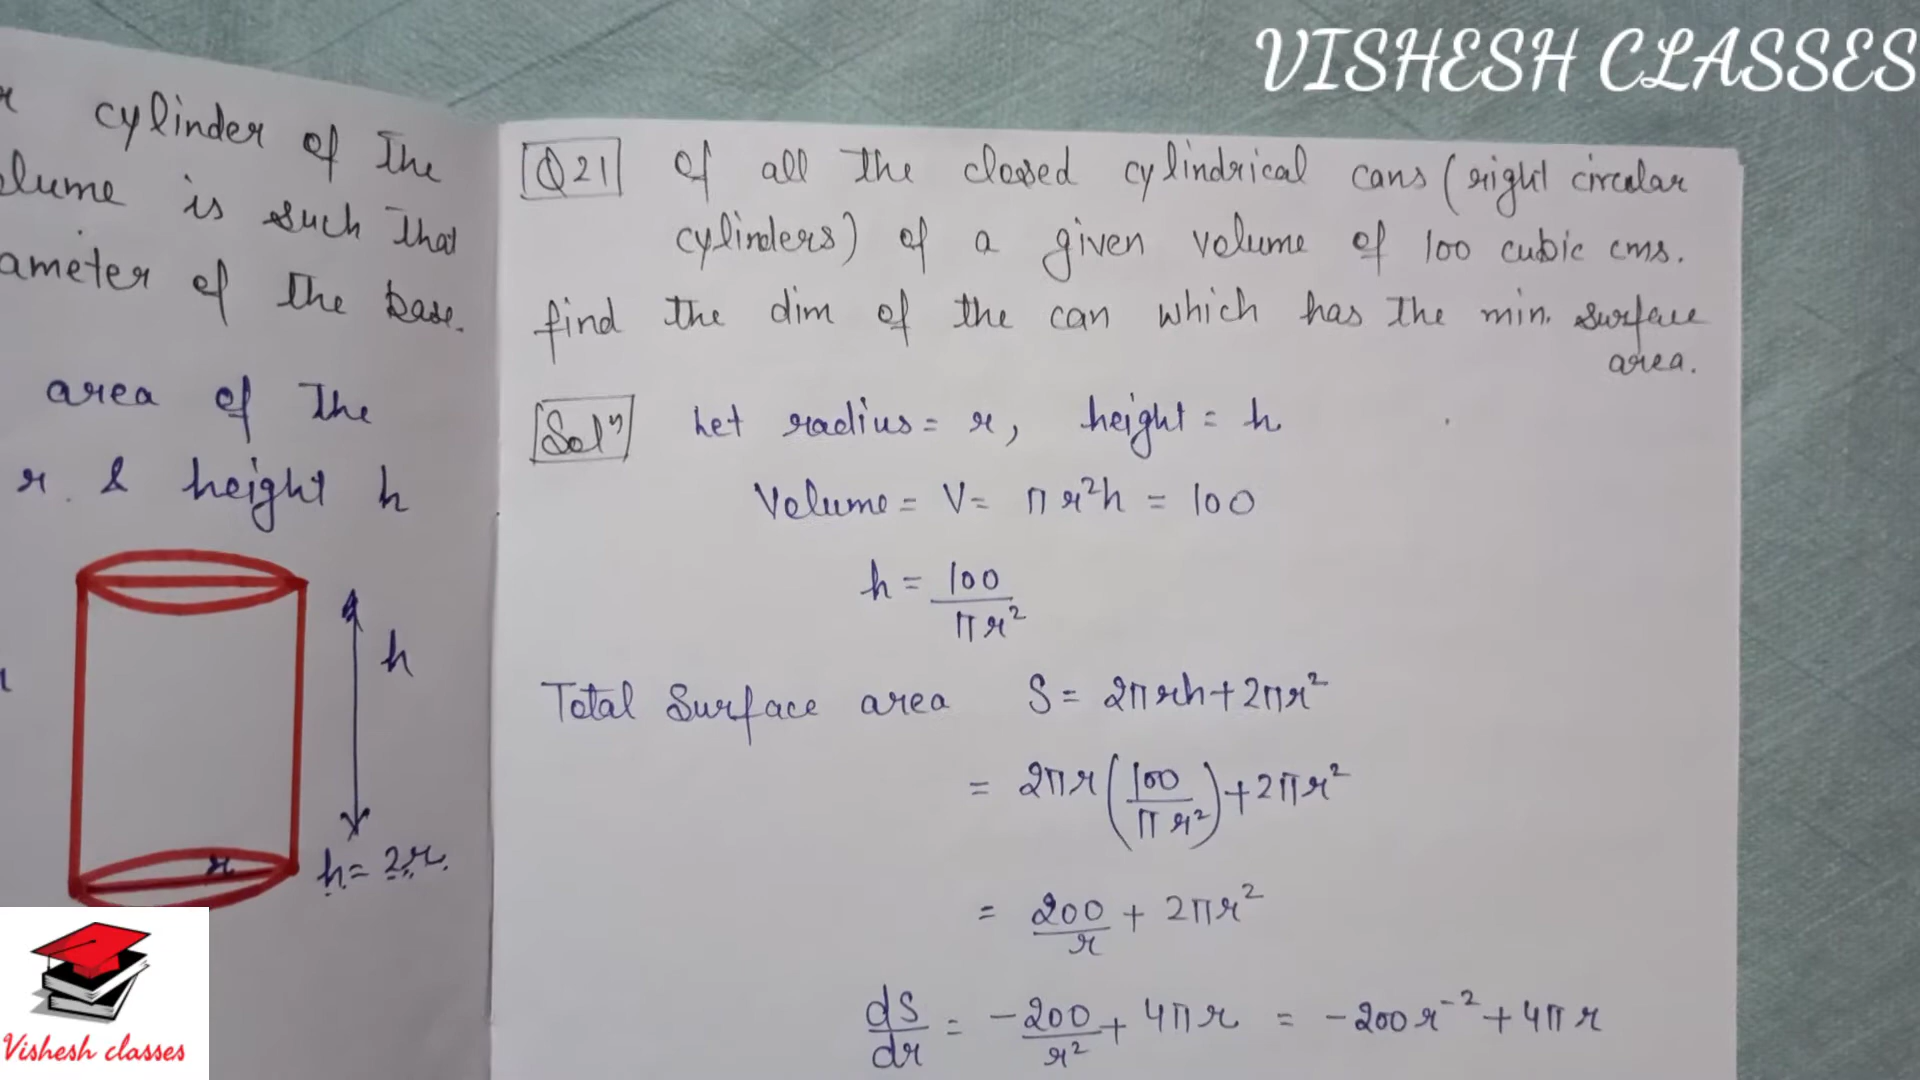 VISHESH CLASSES
cylinder of the
volume is such that
diameter of the base.
area of the
r & height h
h
r
h = 2r.
Q21 Of all the closed cylindrical cans (right circular
cylinders) of a given volume of 100 cubic cms.
find the dim of the can which has the min. surface
area.
Solⁿ Let radius = r, height = h
Volume = V = πr²h = 100
h = 100/πr²
Total Surface area S = 2πrh + 2πr²
= 2πr(100/πr²) + 2πr²
= 200/r + 2πr²
dS/dr = -200/r² + 4πr = -200r⁻² + 4πr
Vishesh classes